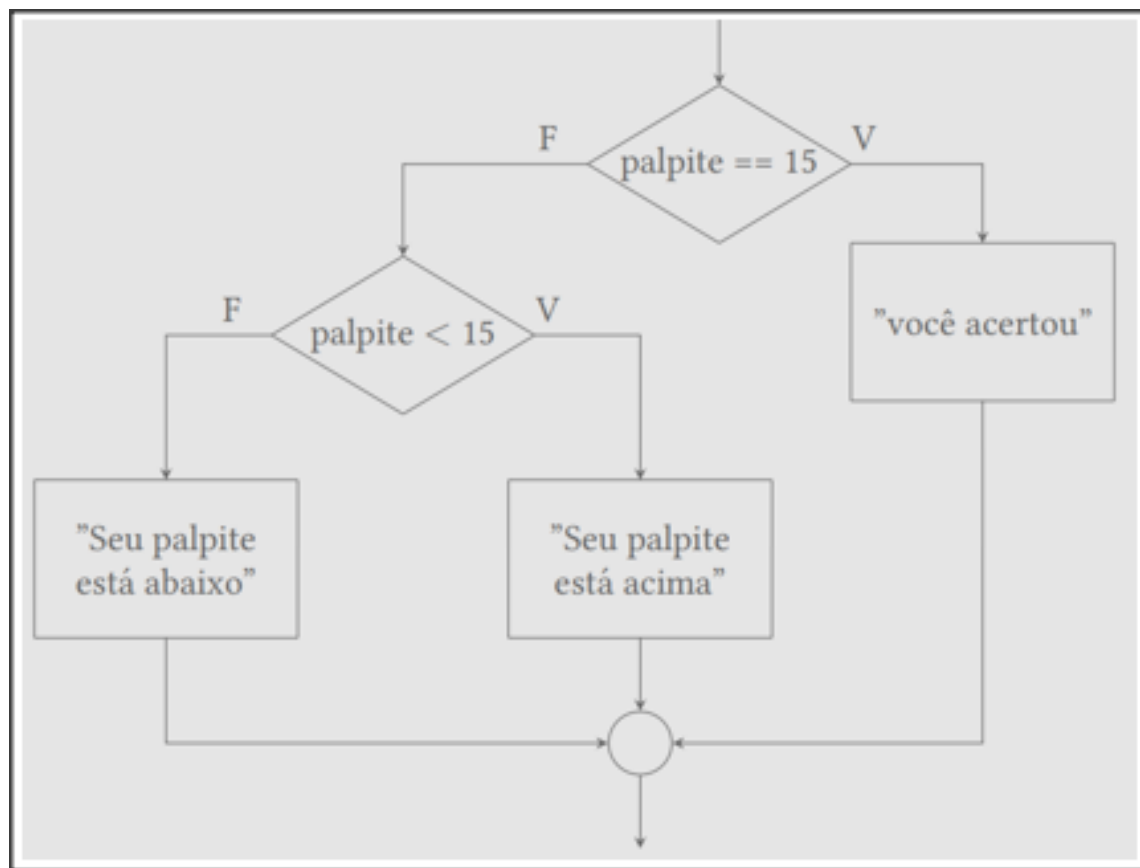 F
V
palpite == 15
F
V
palpite < 15
”você acertou”
”Seu palpite
está abaixo”
”Seu palpite
está acima”